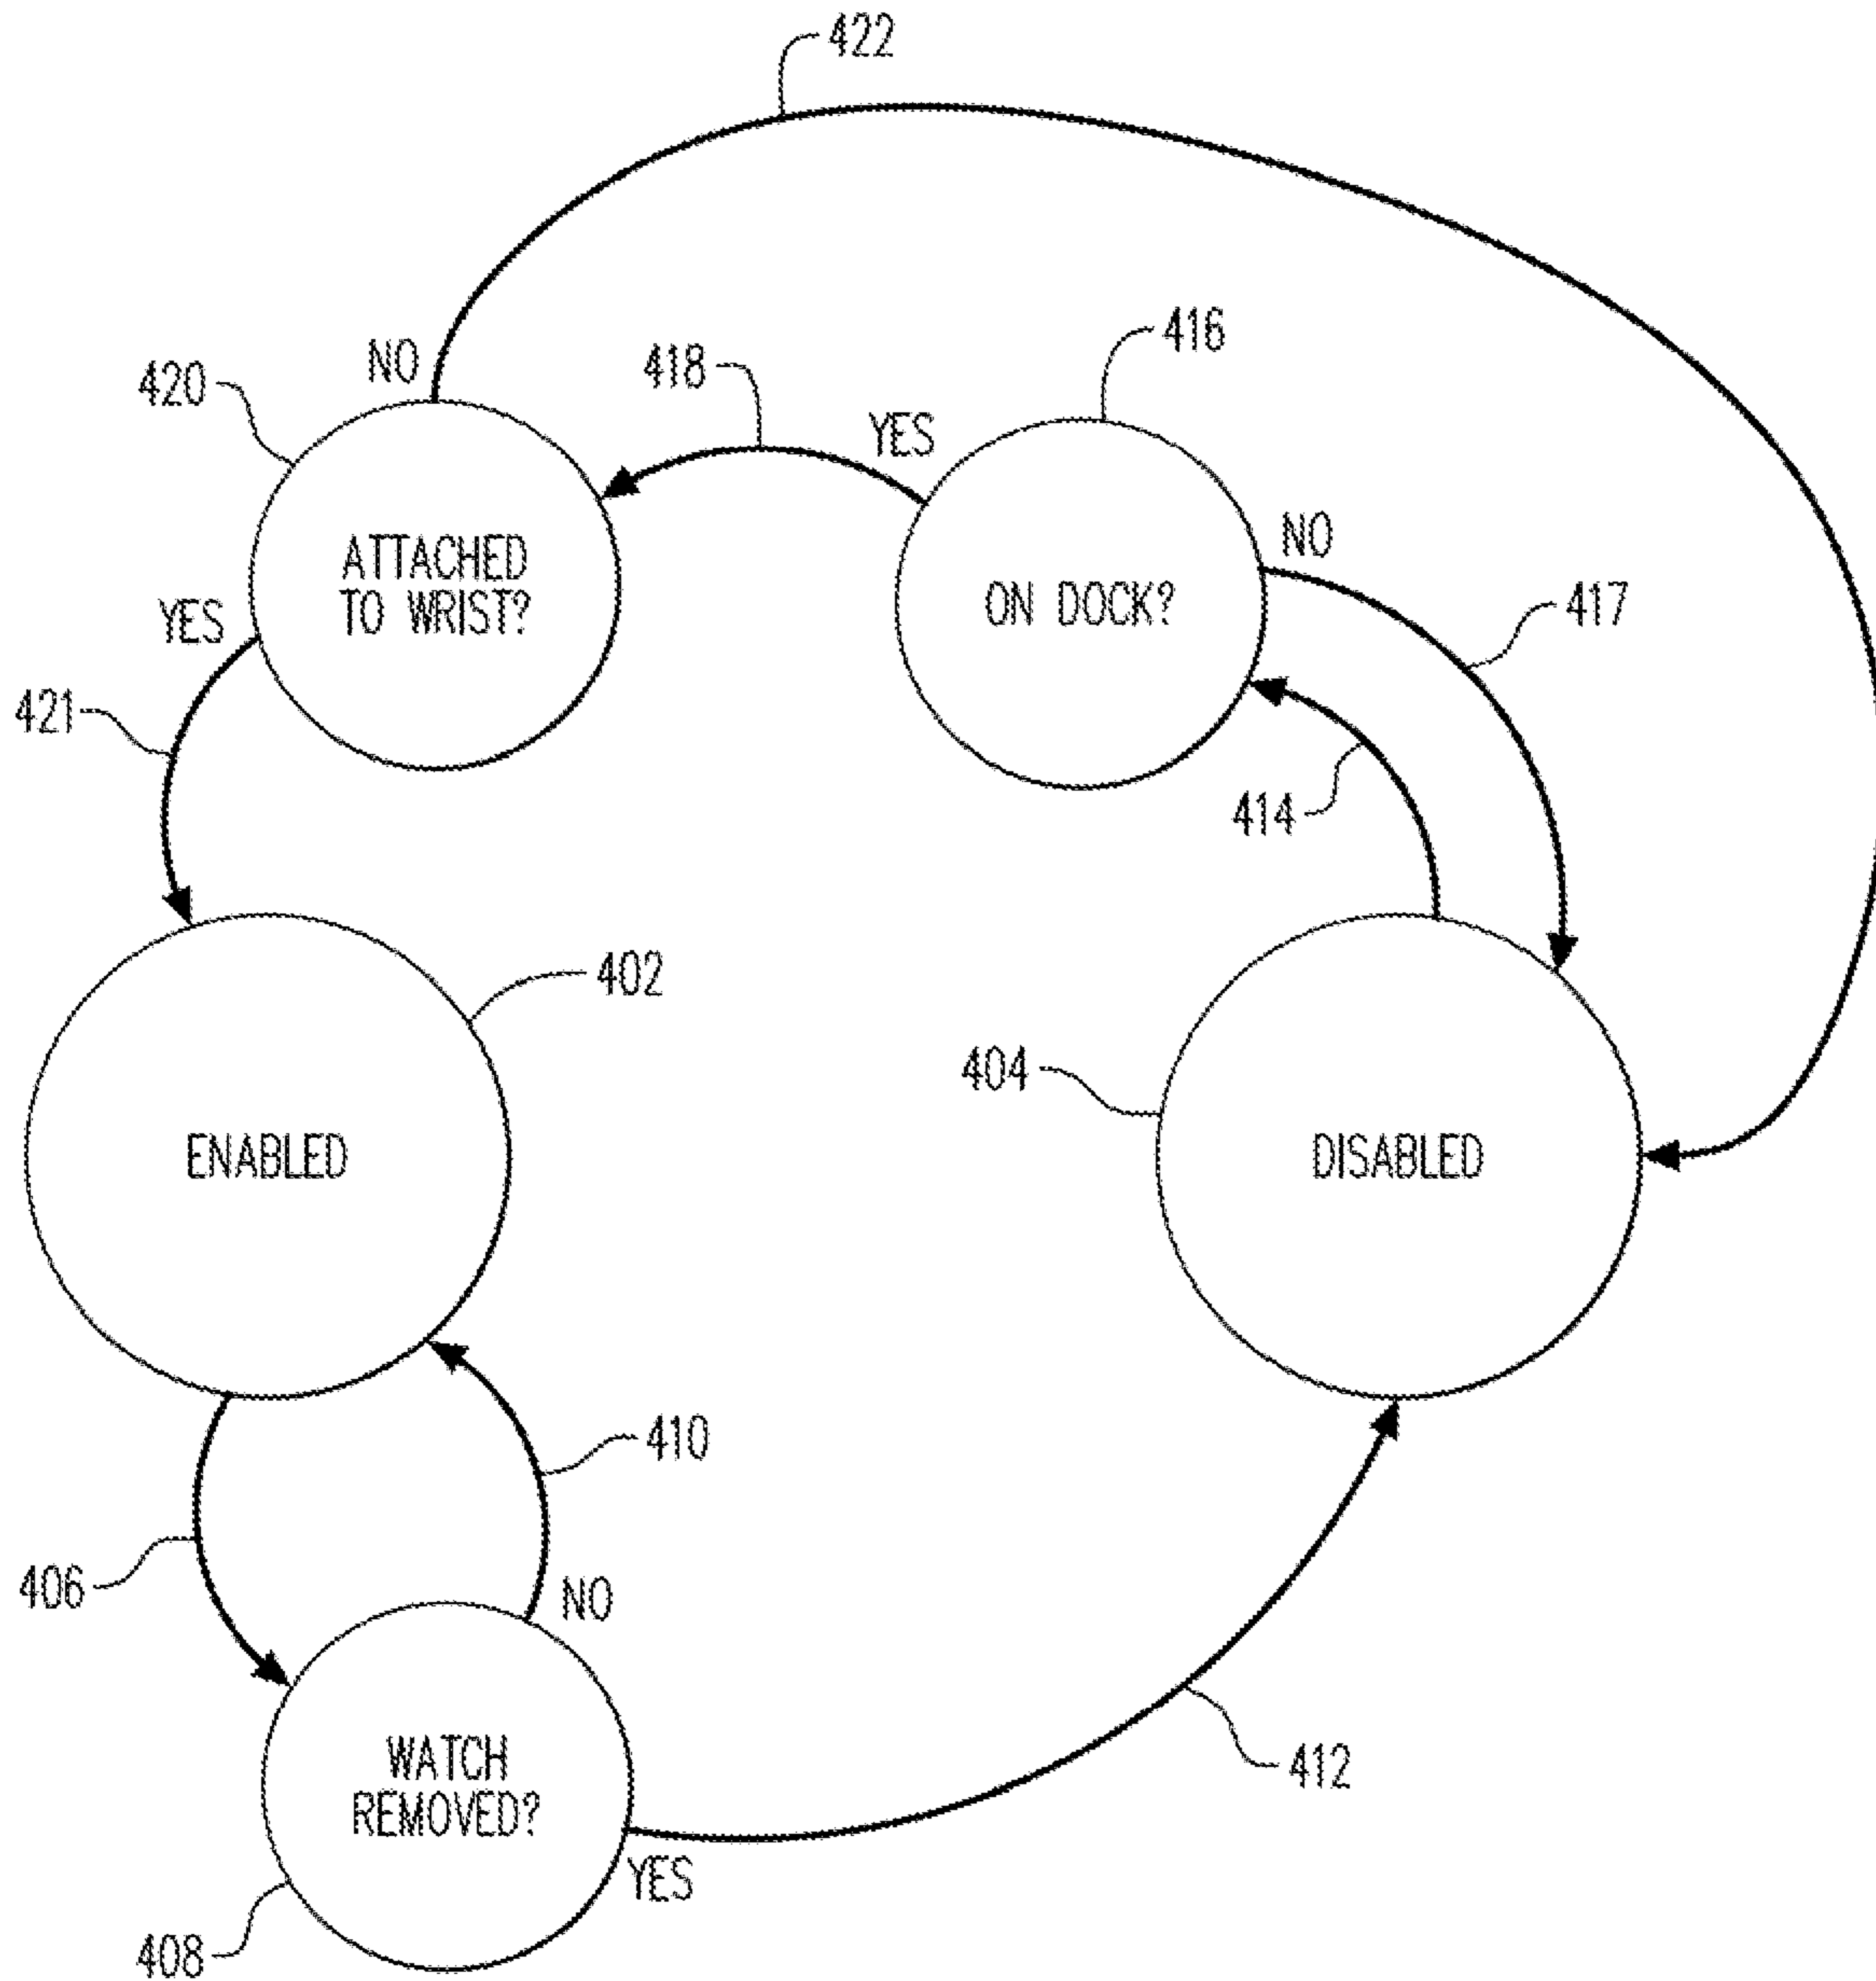 422
NO
416
418
420
YES
NO
ATTACHED
TO WRIST?
ON DOCK?
417
YES
421
414
402
404
ENABLED
DISABLED
410
406
NO
WATCH
REMOVED?
412
YES
408